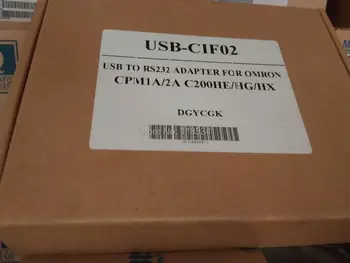 USB-CIF02
USB TO RS232 ADAPTER FOR OMRON
CPM1A/2A C200HE/HG/HX
DGYCGK